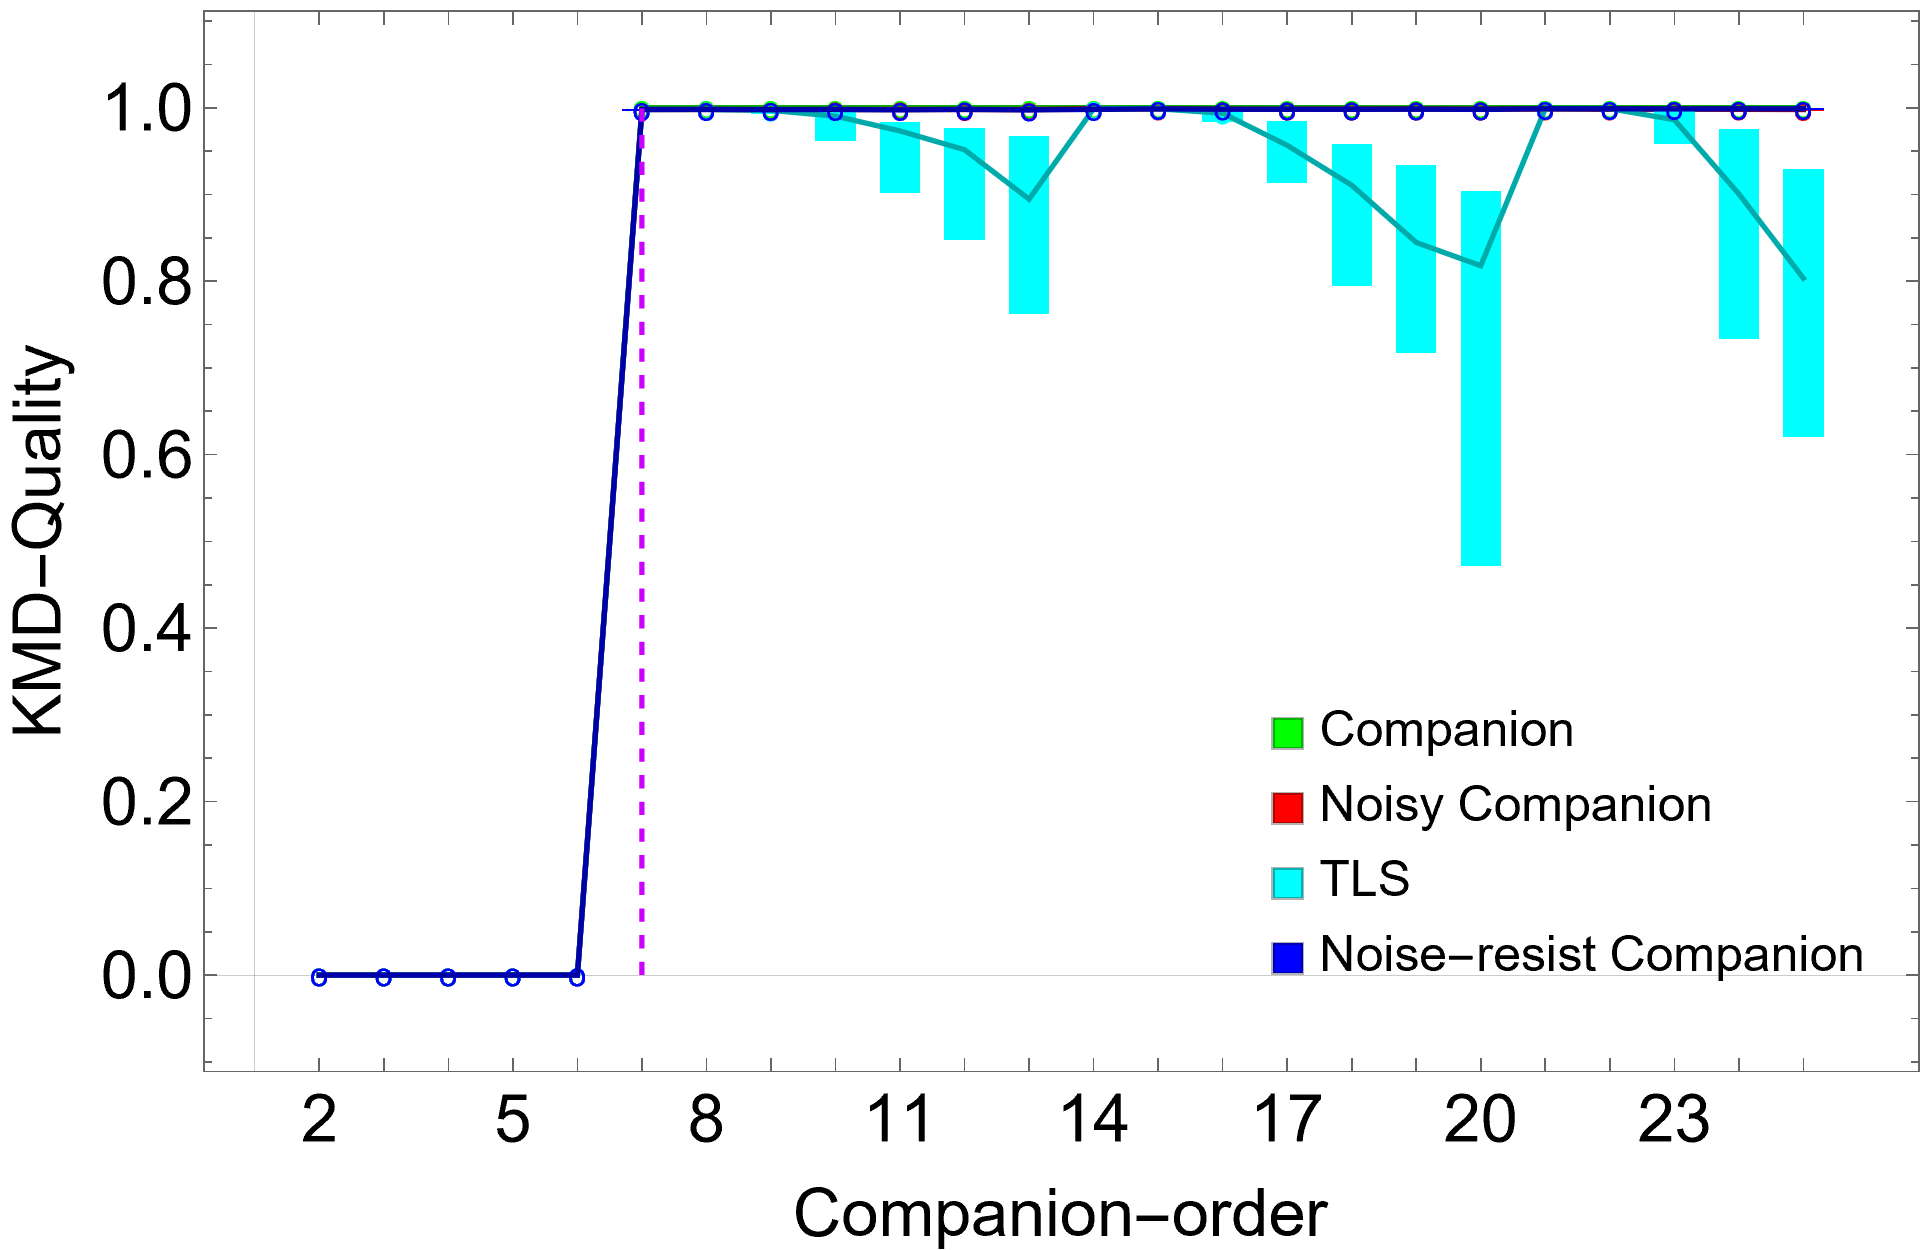 KMD−Quality
1.0
0.8
0.6
0.4
0.2
0.0
Companion
Noisy Companion
TLS
Noise−resist Companion
2 5 8 11 14 17 20 23
Companion−order